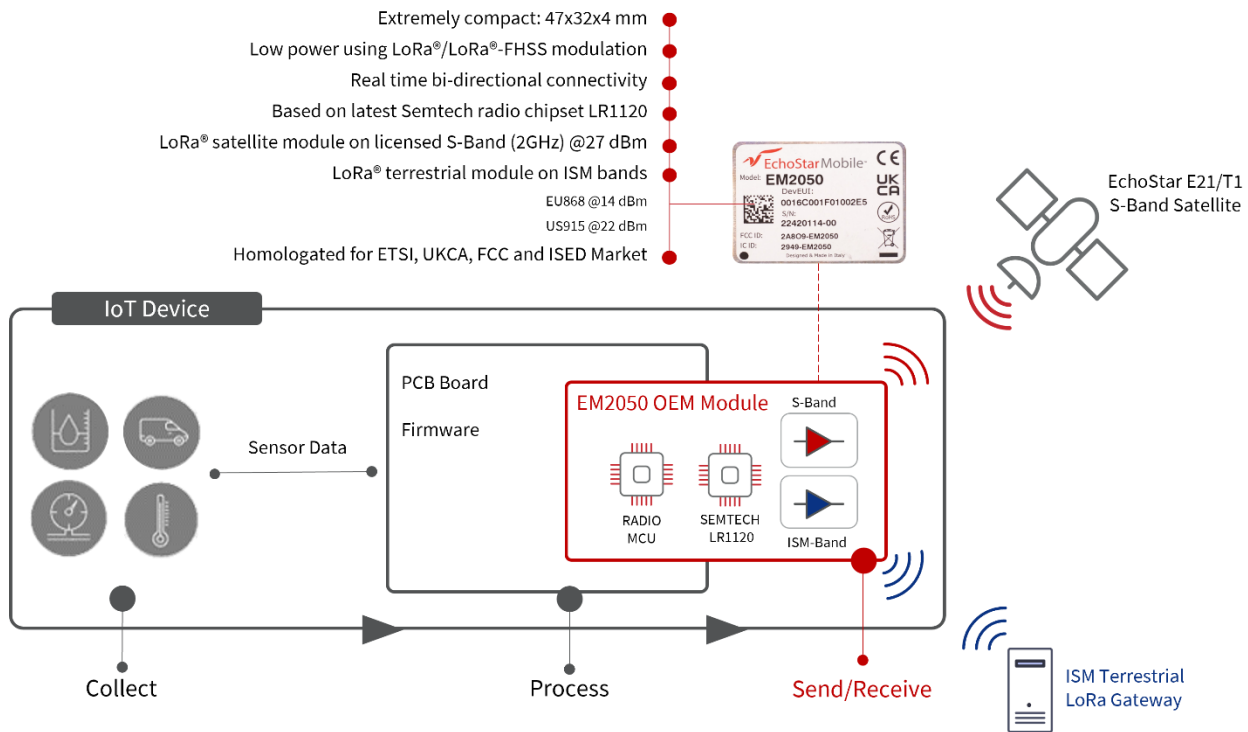 Extremely compact: 47x32x4 mm
Low power using LoRa®/LoRa®-FHSS modulation
Real time bi-directional connectivity
Based on latest Semtech radio chipset LR1120
LoRa® satellite module on licensed S-Band (2GHz) @27 dBm
LoRa® terrestrial module on ISM bands
EU868 @14 dBm
US915 @22 dBm
Homologated for ETSI, UKCA, FCC and ISED Market
EchoStar Mobile
CE
Model: EM2050
UK
CA
DevEUI:
0016C001F01002E5
S/N:
22420114-00
RoHS
FCC ID: 2A8O9-EM2050
IC ID: 2949-EM2050
Designed & Made in Italy
EchoStar E21/T1
S-Band Satellite
IoT Device
PCB Board
Firmware
Sensor Data
EM2050 OEM Module
S-Band
RADIO
MCU
SEMTECH
LR1120
ISM-Band
Collect
Process
Send/Receive
ISM Terrestrial
LoRa Gateway